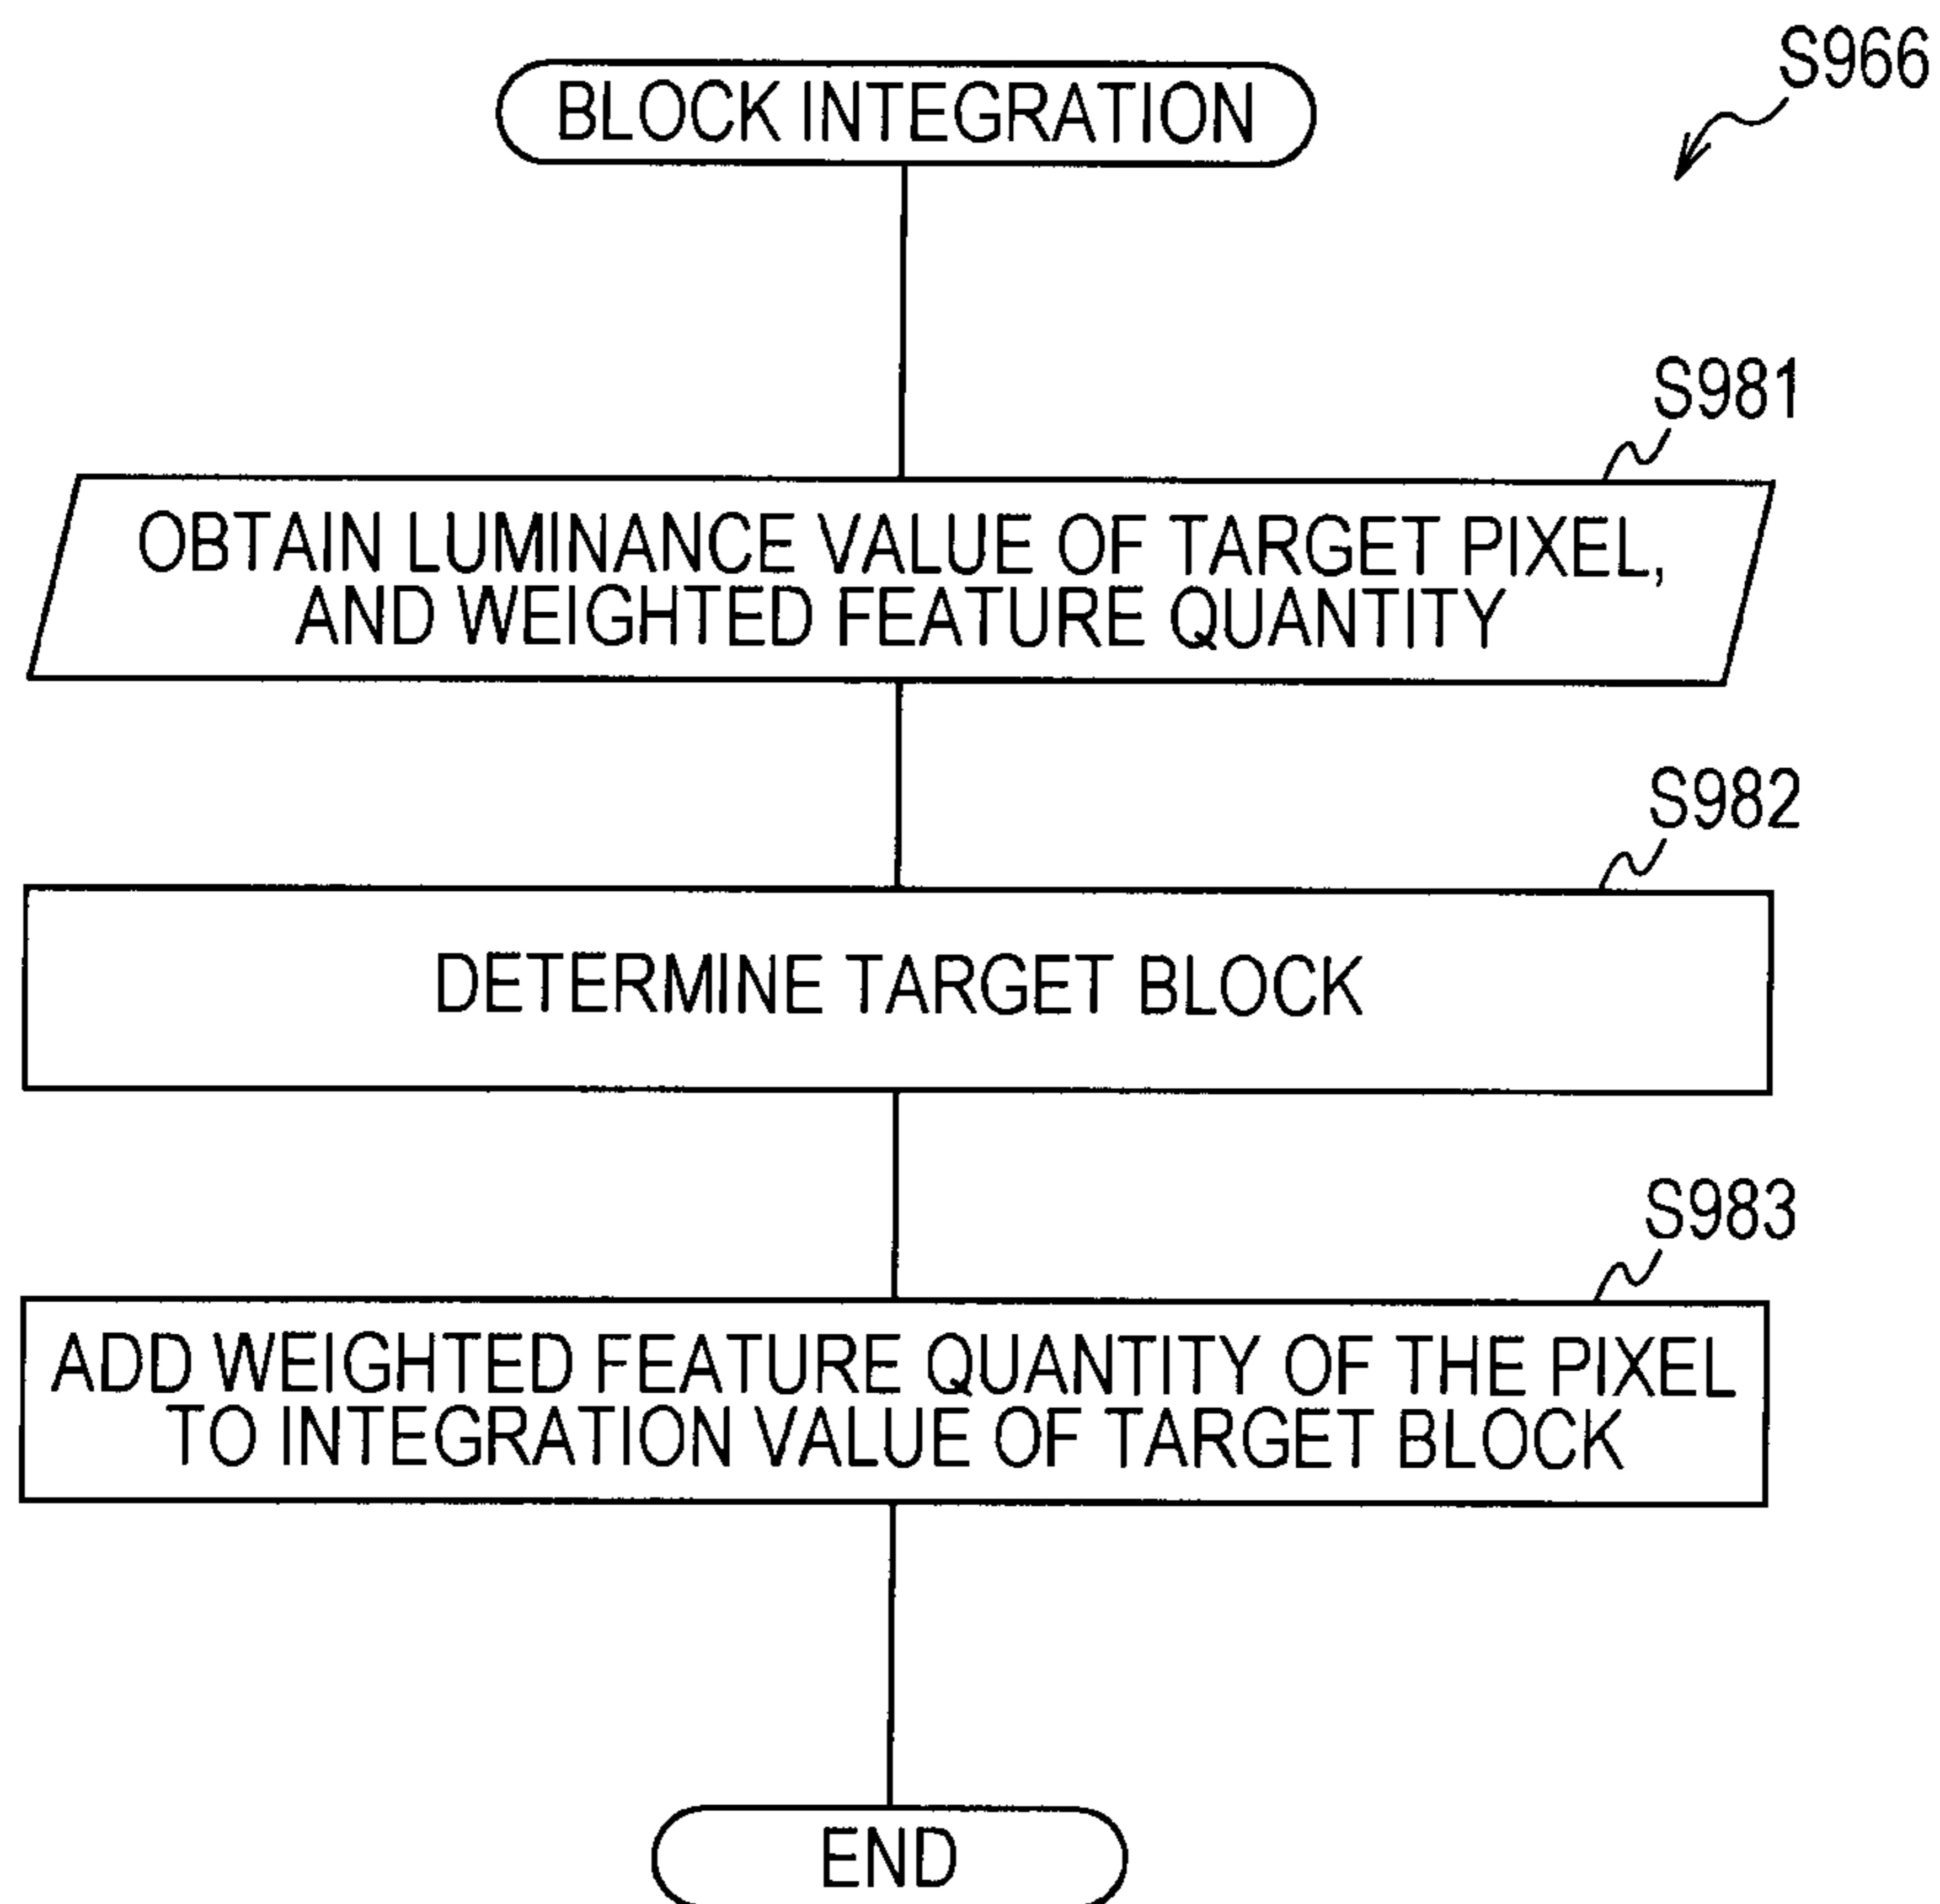 S966
BLOCK INTEGRATION
S981
OBTAIN LUMINANCE VALUE OF TARGET PIXEL,
AND WEIGHTED FEATURE QUANTITY
S982
DETERMINE TARGET BLOCK
S983
ADD WEIGHTED FEATURE QUANTITY OF THE PIXEL
TO INTEGRATION VALUE OF TARGET BLOCK
END